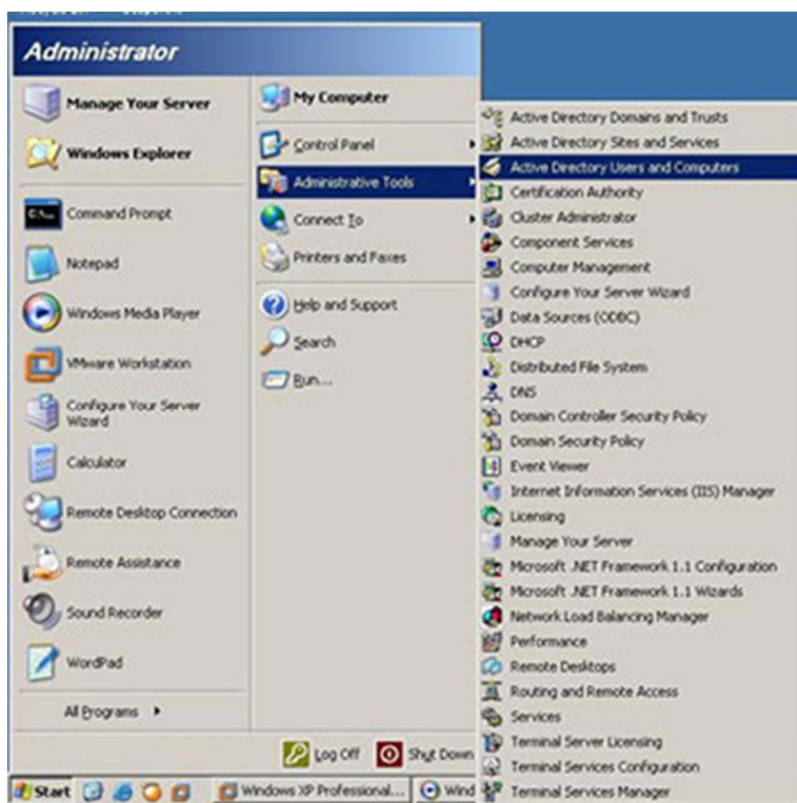 Administrator
Manage Your Server
Windows Explorer
Command Prompt
Notepad
Windows Media Player
VMware Workstation
Configure Your Server
Wizard
Calculator
Remote Desktop Connection
Remote Assistance
Sound Recorder
WordPad
All Programs
My Computer
Control Panel
Administrative Tools
Connect To
Printers and Faxes
Help and Support
Search
Run...
Log Off
Shut Down
Active Directory Domains and Trusts
Active Directory Sites and Services
Active Directory Users and Computers
Certification Authority
Cluster Administrator
Component Services
Computer Management
Configure Your Server Wizard
Data Sources (ODBC)
DHCP
Distributed File System
DNS
Domain Controller Security Policy
Domain Security Policy
Event Viewer
Internet Information Services (IIS) Manager
Licensing
Manage Your Server
Microsoft .NET Framework 1.1 Configuration
Microsoft .NET Framework 1.1 Wizards
Network Load Balancing Manager
Performance
Remote Desktops
Routing and Remote Access
Services
Terminal Server Licensing
Terminal Services Configuration
Terminal Services Manager
Start
Windows XP Professional...
Wind